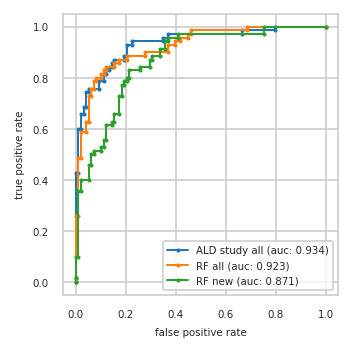 1.0
0.8
0.6
0.4
0.2
0.0
true positive rate
ALD study all (auc: 0.934)
RF all (auc: 0.923)
RF new (auc: 0.871)
0.0 0.2 0.4 0.6 0.8 1.0
false positive rate